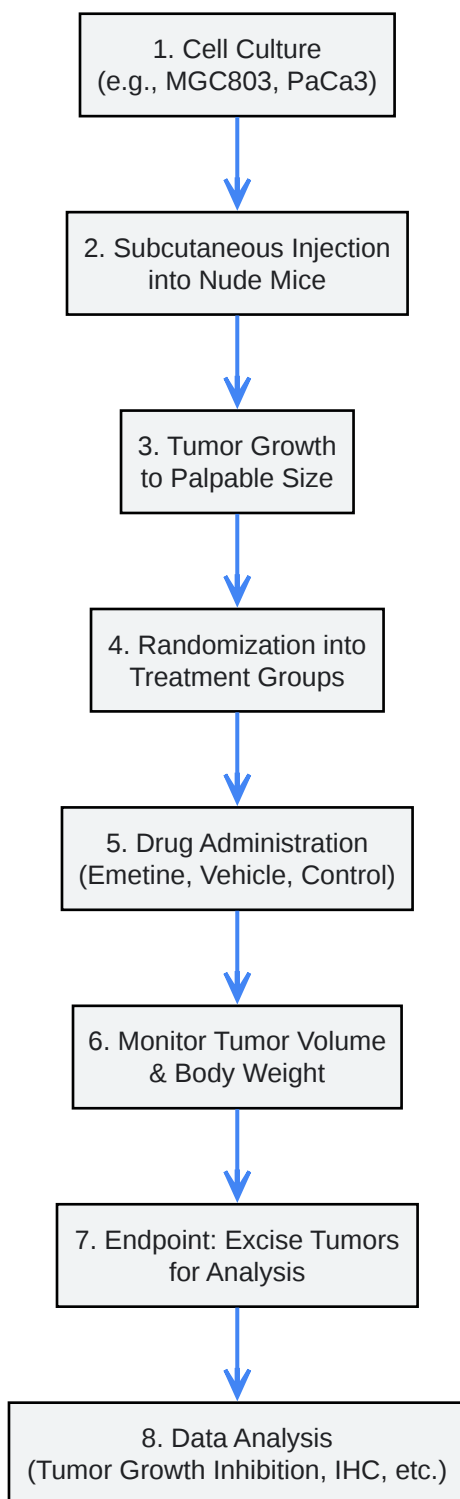 1. Cell Culture
(e.g., MGC803, PaCa3)
2. Subcutaneous Injection
into Nude Mice
3. Tumor Growth
to Palpable Size
4. Randomization into
Treatment Groups
5. Drug Administration
(Emetine, Vehicle, Control)
6. Monitor Tumor Volume
& Body Weight
7. Endpoint: Excise Tumors
for Analysis
8. Data Analysis
(Tumor Growth Inhibition, IHC, etc.)